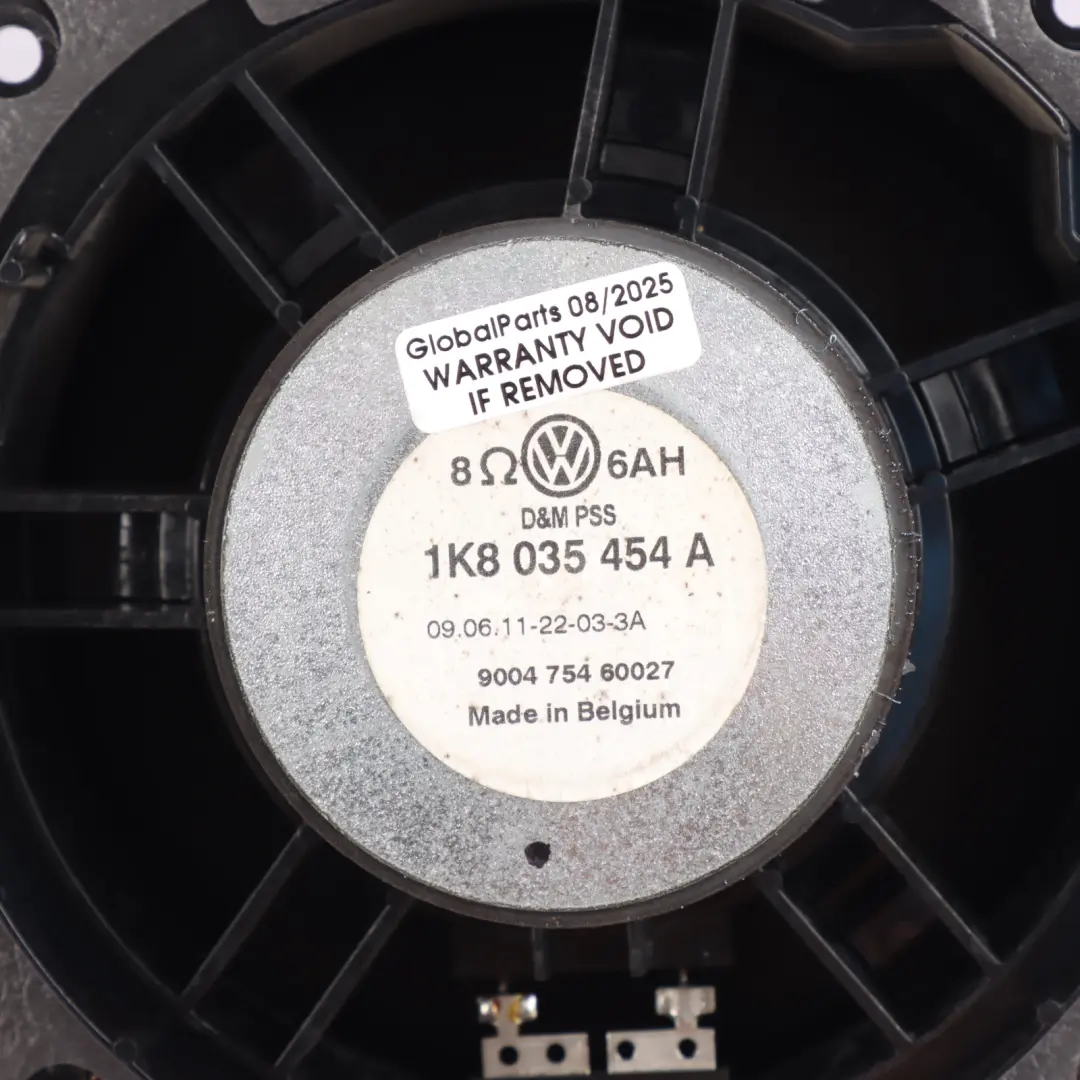 GlobalParts 08/2025
WARRANTY VOID
IF REMOVED
8Ω 6AH
D&M PSS
1K8 035 454 A
09.06.11-22-03-3A
9004 754 60027
Made in Belgium